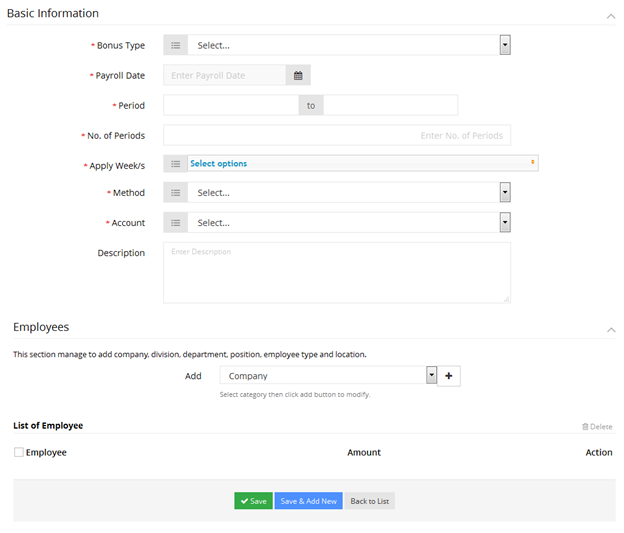 Basic Information
* Bonus Type Select...
* Payroll Date Enter Payroll Date
* Period to
* No. of Periods Enter No. of Periods
* Apply Week/s Select options
* Method Select...
* Account Select...
Description Enter Description
Employees
This section manage to add company, division, department, position, employee type and location.
Add Company
Select category then click add button to modify.
List of Employee Delete
Employee Amount Action
Save Save & Add New Back to List